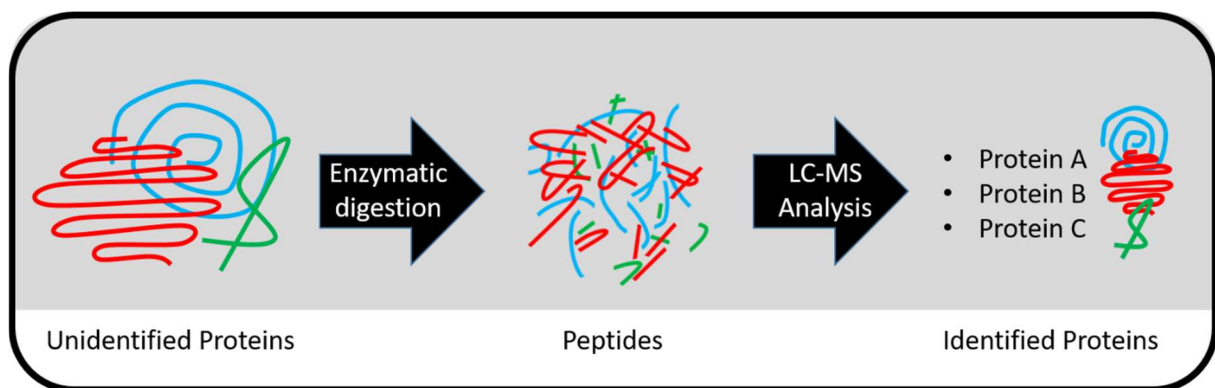 Enzymatic
digestion
LC-MS
Analysis
• Protein A
• Protein B
• Protein C
Unidentified Proteins
Peptides
Identified Proteins